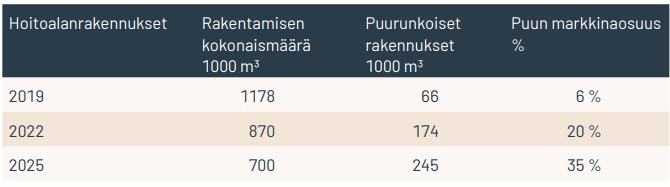 Hoitoalanrakennukset Rakentamisen kokonaismäärä 1000 m³ Puurunkoiset rakennukset 1000 m³ Puun markkinaosuus %
2019 1178 66 6 %
2022 870 174 20 %
2025 700 245 35 %